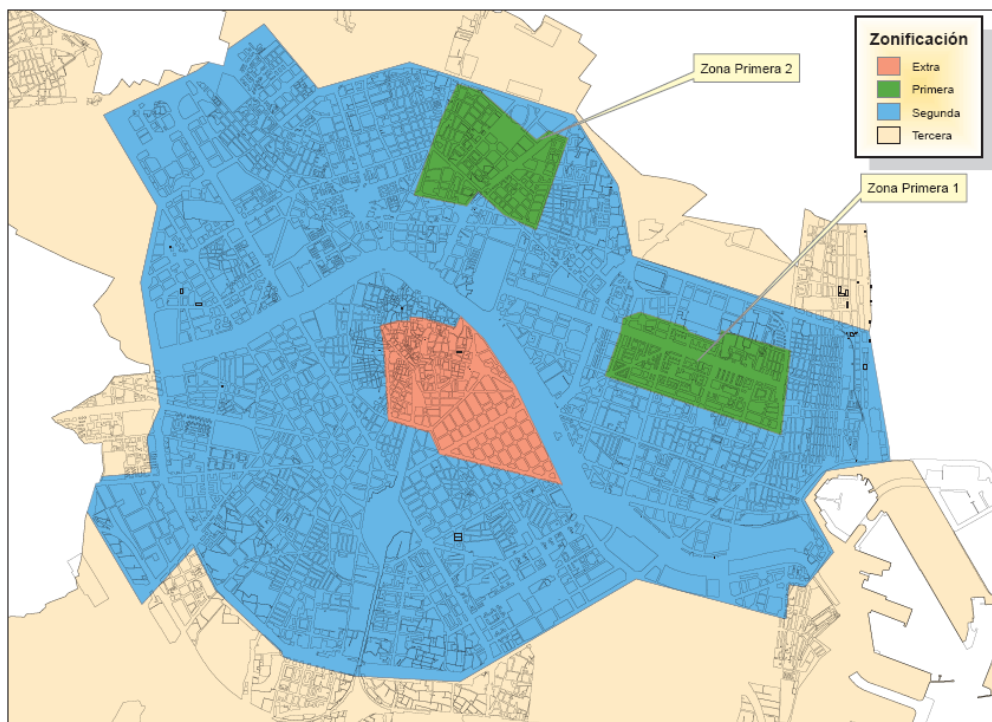 Zonificación
Extra
Primera
Segunda
Tercera
Zona Primera 2
Zona Primera 1